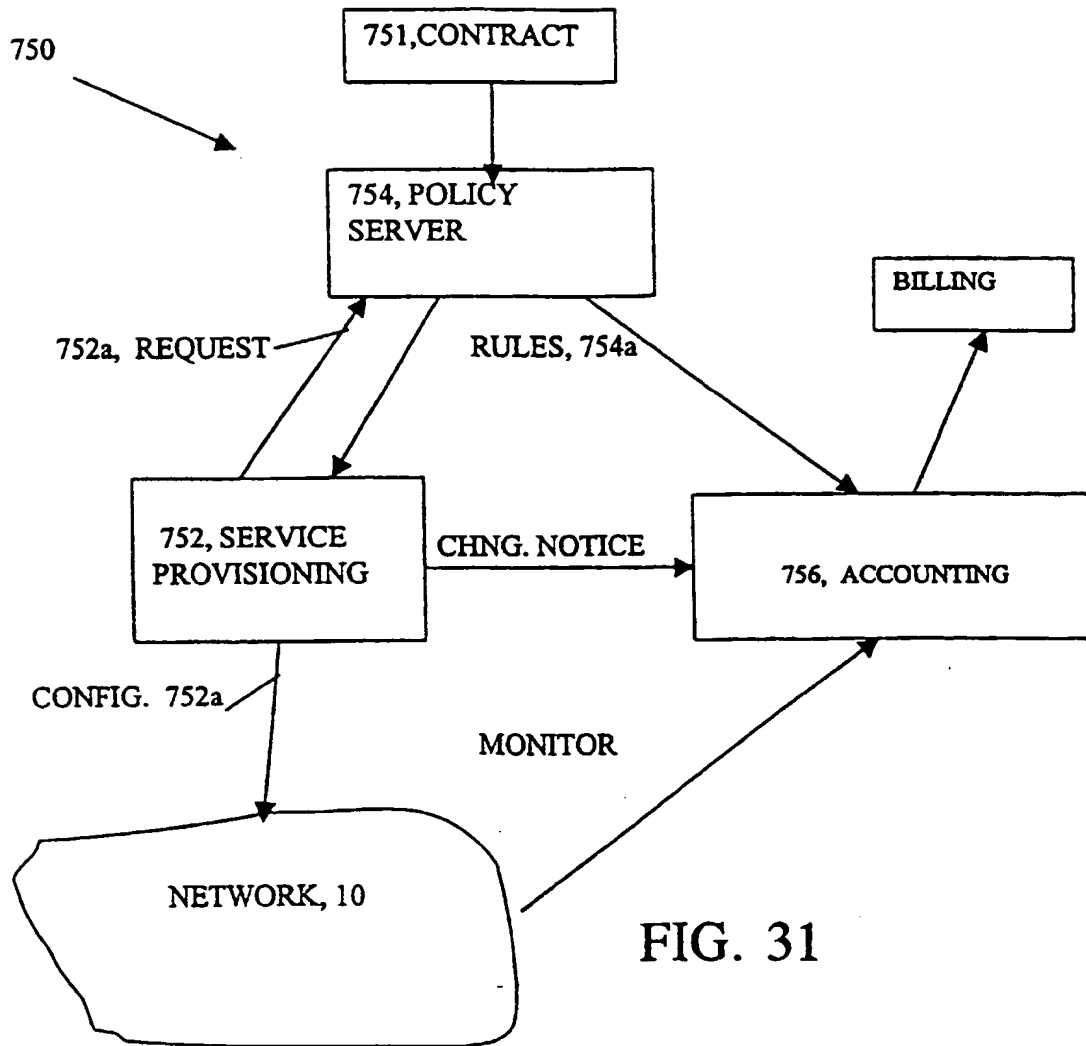 750
751,CONTRACT
754, POLICY
SERVER
BILLING
752a, REQUEST
RULES, 754a
752, SERVICE
PROVISIONING
CHNG. NOTICE
756, ACCOUNTING
CONFIG. 752a
MONITOR
NETWORK, 10
FIG. 31